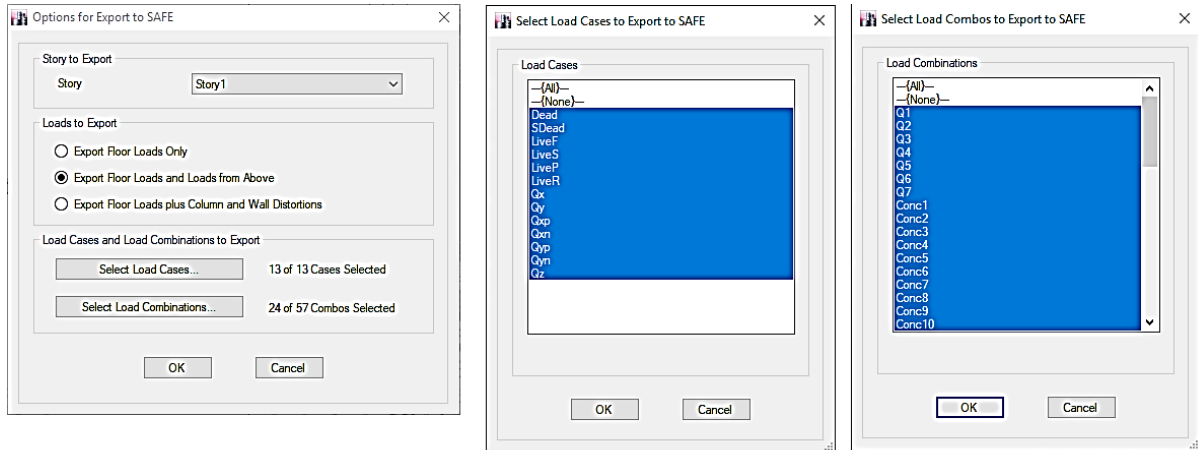 Options for Export to SAFE
Story to Export
Story
Story1
Loads to Export
Export Floor Loads Only
Export Floor Loads and Loads from Above
Export Floor Loads plus Column and Wall Distortions
Load Cases and Load Combinations to Export
Select Load Cases...
13 of 13 Cases Selected
Select Load Combinations...
24 of 57 Combos Selected
OK
Cancel
Select Load Cases to Export to SAFE
Load Cases
---{All}---
---{None}---
Dead
SDead
LiveF
LiveS
LiveP
LiveR
Qx
Qy
Qxp
Qxn
Qyp
Qyn
Qz
OK
Cancel
Select Load Combos to Export to SAFE
Load Combinations
---{All}---
---{None}---
Q1
Q2
Q3
Q4
Q5
Q6
Q7
Conc1
Conc2
Conc3
Conc4
Conc5
Conc6
Conc7
Conc8
Conc9
Conc10
OK
Cancel